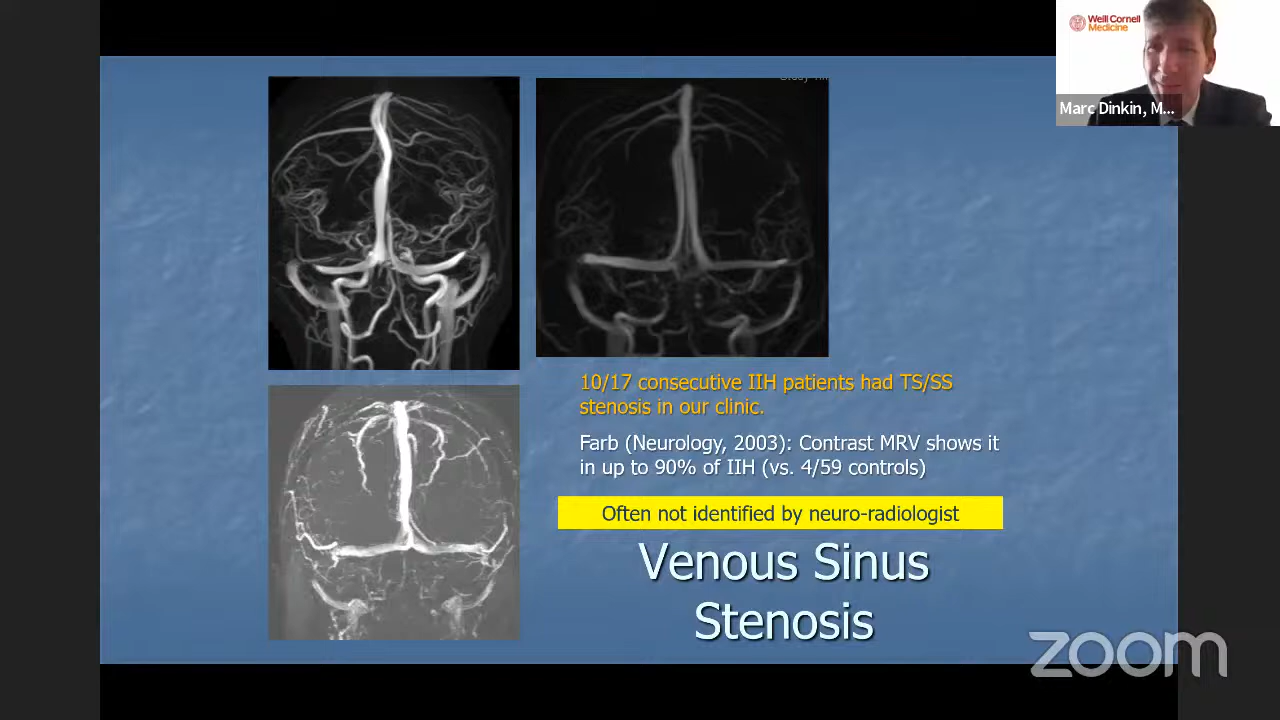 Weill Cornell
Medicine
Marc Dinkin, M...
10/17 consecutive IIH patients had TS/SS
stenosis in our clinic.
Farb (Neurology, 2003): Contrast MRV shows it
in up to 90% of IIH (vs. 4/59 controls)
Often not identified by neuro-radiologist
Venous Sinus
Stenosis
zoom